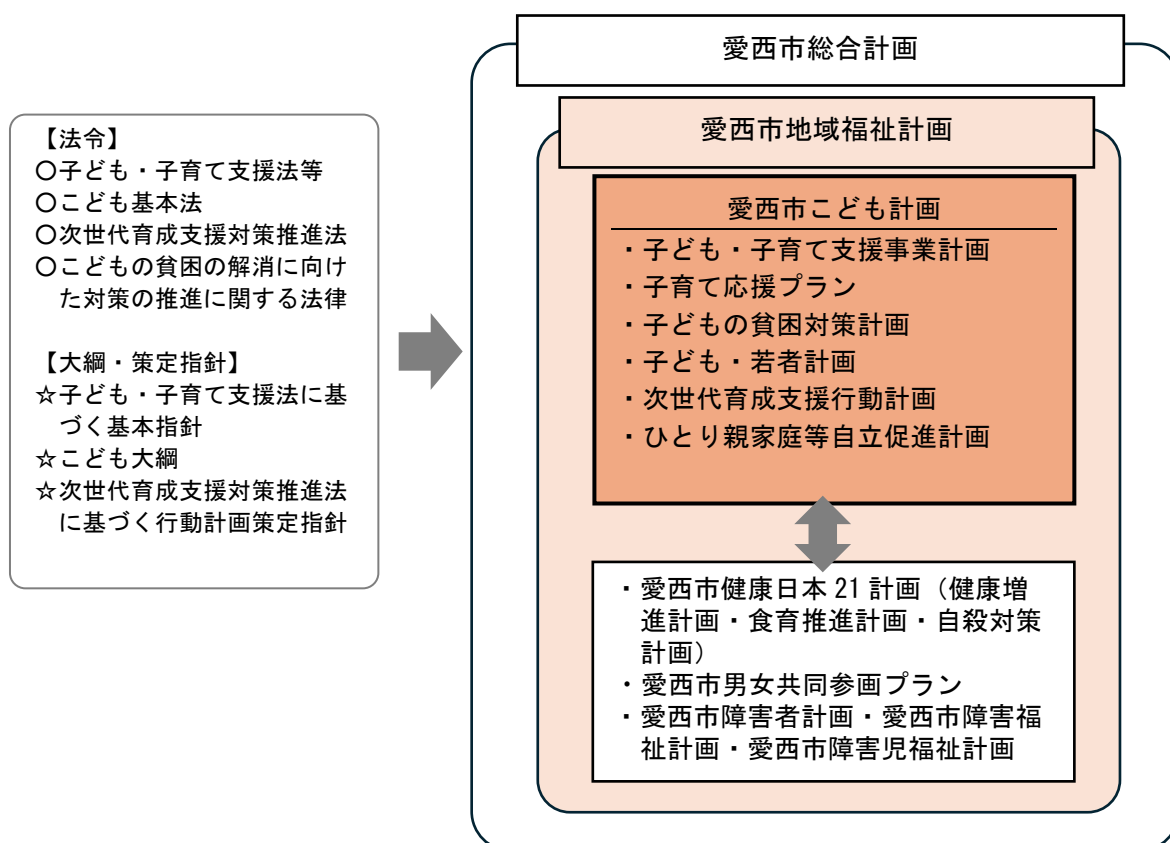 愛西市総合計画
愛西市地域福祉計画
【法令】
〇子ども・子育て支援法等
〇こども基本法
〇次世代育成支援対策推進法
〇こどもの貧困の解消に向け
た対策の推進に関する法律
【大綱・策定指針】
☆子ども・子育て支援法に基
づく基本指針
☆こども大綱
☆次世代育成支援対策推進法
に基づく行動計画策定指針
愛西市こども計画
・子ども・子育て支援事業計画
・子育て応援プラン
・子どもの貧困対策計画
・子ども・若者計画
・次世代育成支援行動計画
・ひとり親家庭等自立促進計画
・愛西市健康日本21計画（健康増
進計画・食育推進計画・自殺対策
計画）
・愛西市男女共同参画プラン
・愛西市障害者計画・愛西市障害福
祉計画・愛西市障害児福祉計画